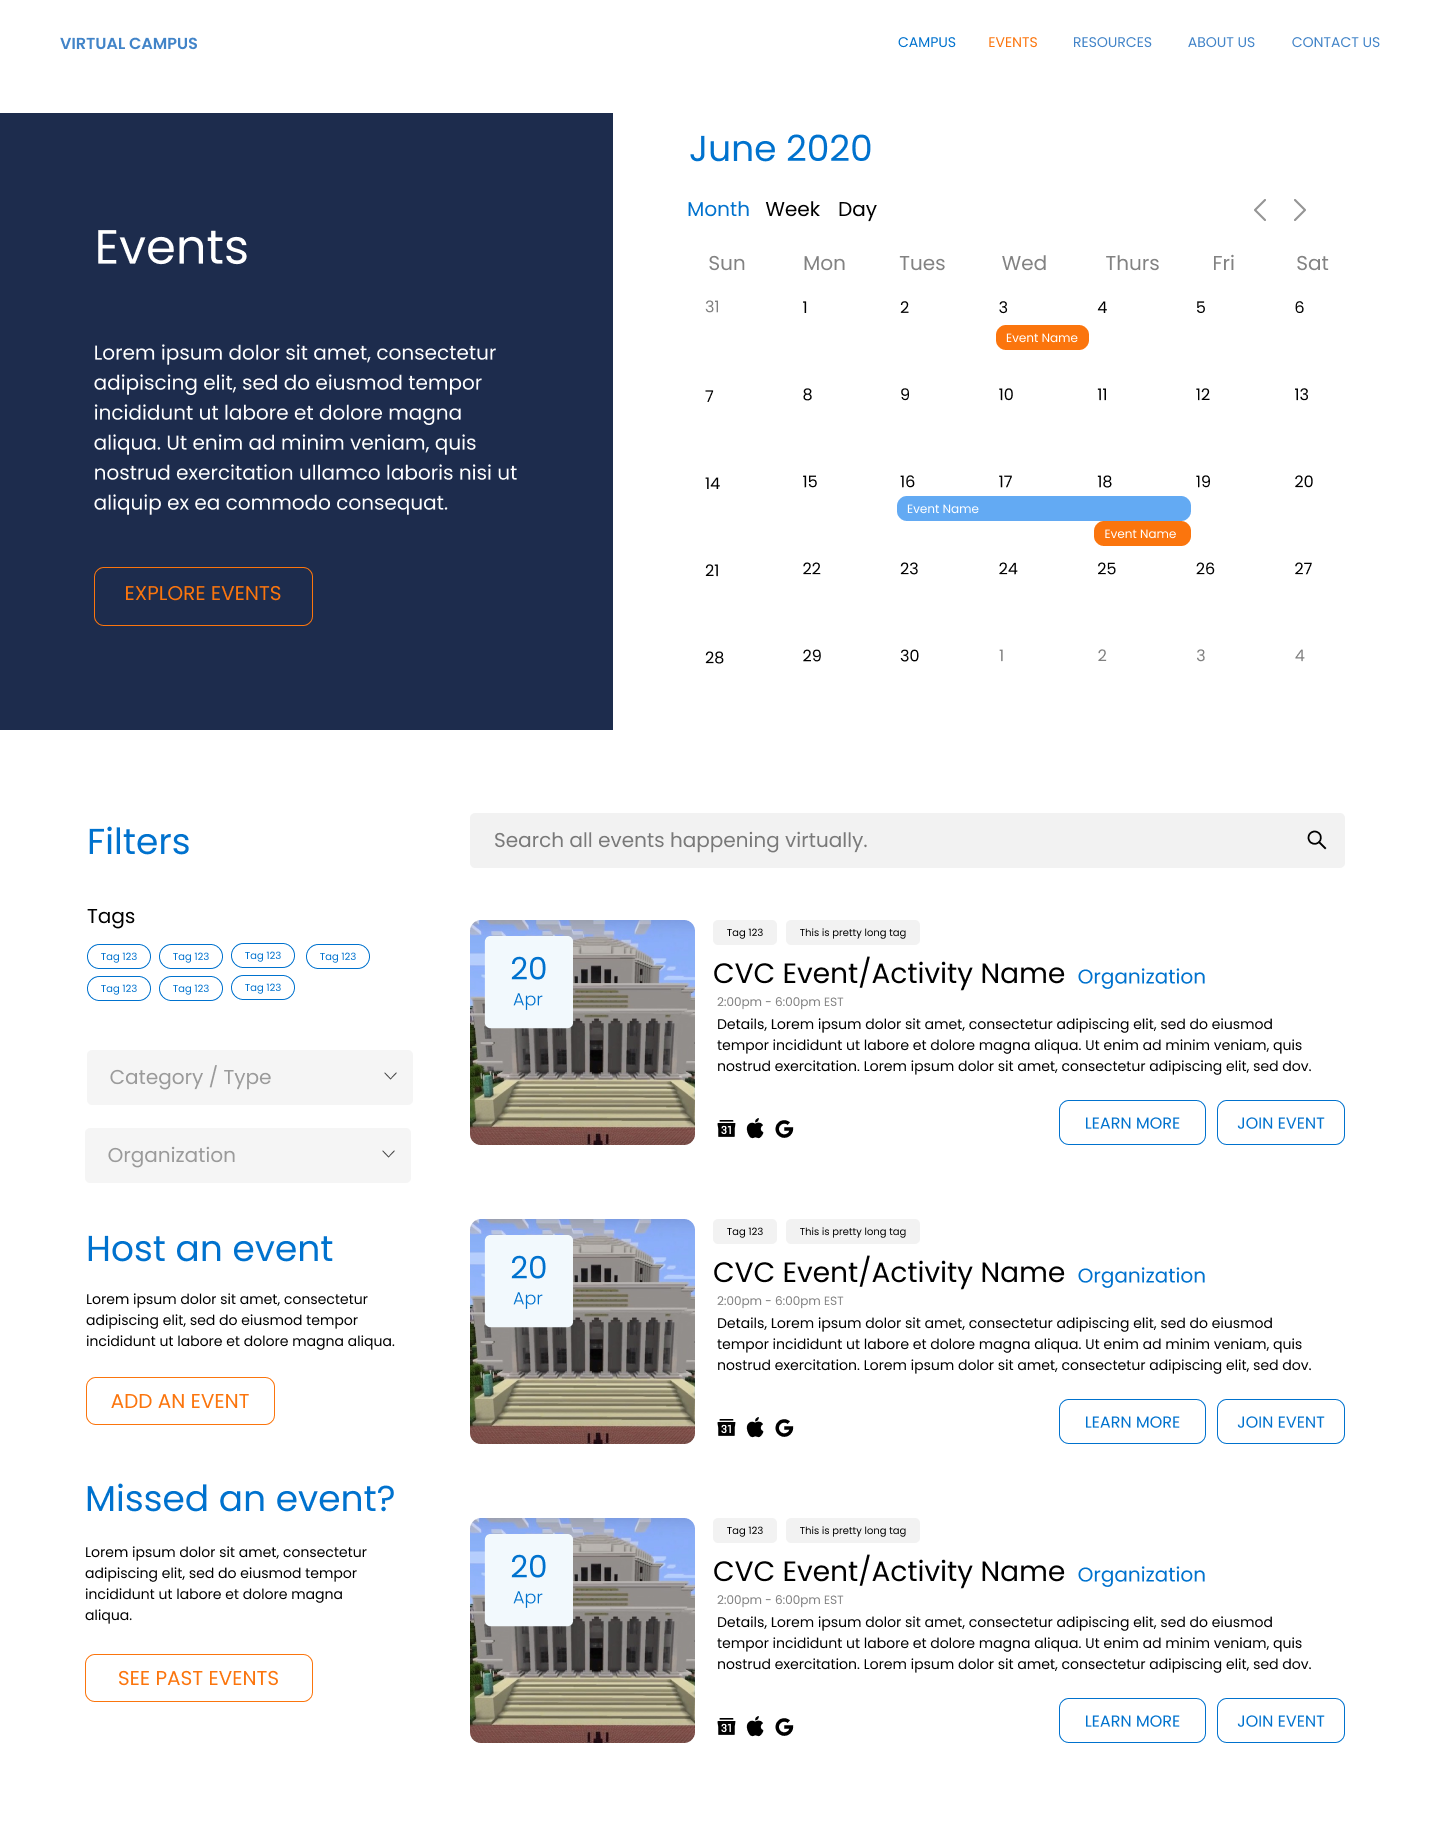 VIRTUAL CAMPUS
CAMPUS EVENTS RESOURCES ABOUT US CONTACT US
Events
Lorem ipsum dolor sit amet, consectetur
adipiscing elit, sed do eiusmod tempor
incididunt ut labore et dolore magna
aliqua. Ut enim ad minim veniam, quis
nostrud exercitation ullamco laboris nisi ut
aliquip ex ea commodo consequat.
EXPLORE EVENTS
June 2020
Month Week Day
Sun Mon Tues Wed Thurs Fri Sat
31 1 2 3 4 5 6
Event Name
7 8 9 10 11 12 13
14 15 16 17 18 19 20
Event Name
Event Name
21 22 23 24 25 26 27
28 29 30 1 2 3 4
Filters
Tags
Tag 123 Tag 123 Tag 123 Tag 123
Tag 123 Tag 123 Tag 123
Category / Type
Organization
Host an event
Lorem ipsum dolor sit amet, consectetur
adipiscing elit, sed do eiusmod tempor
incididunt ut labore et dolore magna aliqua.
ADD AN EVENT
Missed an event?
Lorem ipsum dolor sit amet, consectetur
adipiscing elit, sed do eiusmod tempor
incididunt ut labore et dolore magna
aliqua.
SEE PAST EVENTS
Search all events happening virtually.
20
Apr
Tag 123 This is pretty long tag
CVC Event/Activity Name Organization
2:00pm - 6:00pm EST
Details, Lorem ipsum dolor sit amet, consectetur adipiscing elit, sed do eiusmod
tempor incididunt ut labore et dolore magna aliqua. Ut enim ad minim veniam, quis
nostrud exercitation. Lorem ipsum dolor sit amet, consectetur adipiscing elit, sed dov.
31 G LEARN MORE JOIN EVENT
20
Apr
Tag 123 This is pretty long tag
CVC Event/Activity Name Organization
2:00pm - 6:00pm EST
Details, Lorem ipsum dolor sit amet, consectetur adipiscing elit, sed do eiusmod
tempor incididunt ut labore et dolore magna aliqua. Ut enim ad minim veniam, quis
nostrud exercitation. Lorem ipsum dolor sit amet, consectetur adipiscing elit, sed dov.
31 G LEARN MORE JOIN EVENT
20
Apr
Tag 123 This is pretty long tag
CVC Event/Activity Name Organization
2:00pm - 6:00pm EST
Details, Lorem ipsum dolor sit amet, consectetur adipiscing elit, sed do eiusmod
tempor incididunt ut labore et dolore magna aliqua. Ut enim ad minim veniam, quis
nostrud exercitation. Lorem ipsum dolor sit amet, consectetur adipiscing elit, sed dov.
31 G LEARN MORE JOIN EVENT